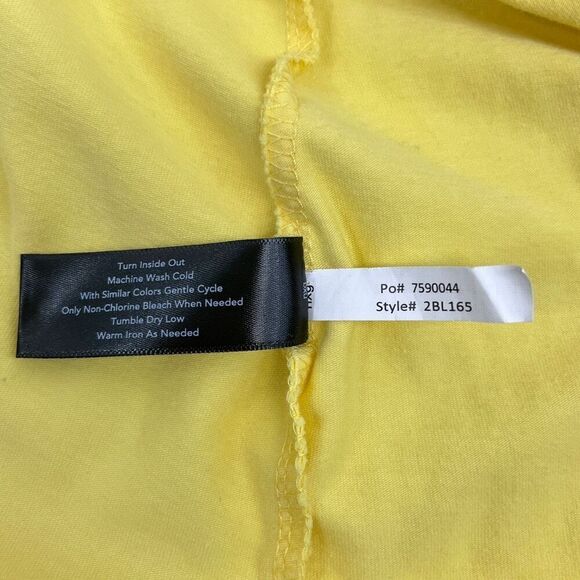 Turn Inside Out
Machine Wash Cold
With Similar Colors Gentle Cycle
Only Non-Chlorine Bleach When Needed
Tumble Dry Low
Warm Iron As Needed
Po# 7590044
Style# 2BL165